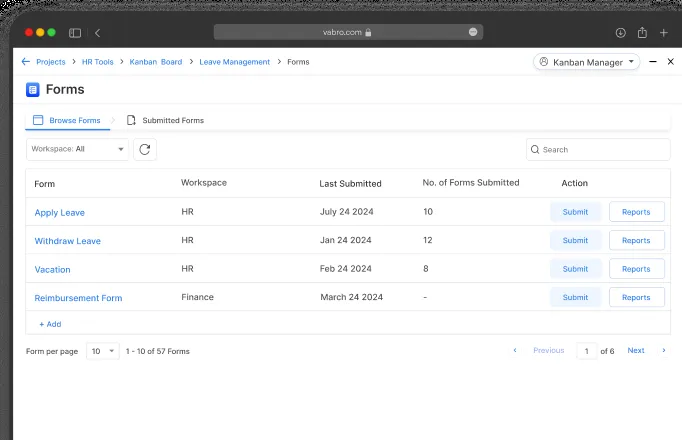 vabro.com
Projects > HR Tools > Kanban Board > Leave Management > Forms
Kanban Manager
Forms
Browse Forms
Submitted Forms
Workspace: All
Search
Form Workspace Last Submitted No. of Forms Submitted Action
Apply Leave HR July 24 2024 10 Submit Reports
Withdraw Leave HR Jan 24 2024 12 Submit Reports
Vacation HR Feb 24 2024 8 Submit Reports
Reimbursement Form Finance March 24 2024 - Submit Reports
+ Add
Form per page 10 1 - 10 of 57 Forms < Previous 1 of 6 Next >